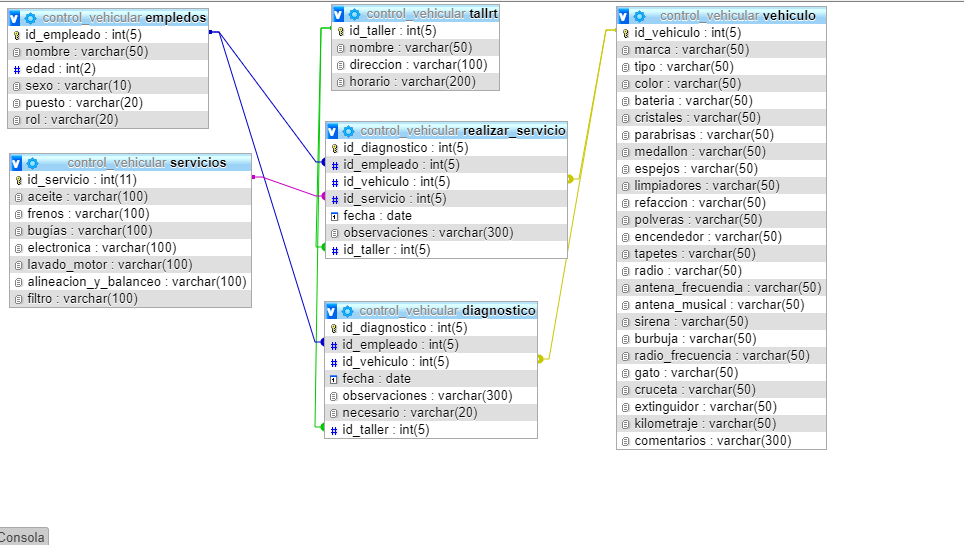 control_vehicular empledos
id_empleado : int(5)
nombre : varchar(50)
edad : int(2)
sexo : varchar(10)
puesto : varchar(20)
rol : varchar(20)
control_vehicular servicios
id_servicio : int(11)
aceite : varchar(100)
frenos : varchar(100)
bugías : varchar(100)
electronica : varchar(100)
lavado_motor : varchar(100)
alineacion_y_balanceo : varchar(100)
filtro : varchar(100)
control_vehicular tallrt
id_taller : int(5)
nombre : varchar(50)
direccion : varchar(100)
horario : varchar(200)
control_vehicular realizar_servicio
id_diagnostico : int(5)
id_empleado : int(5)
id_vehiculo : int(5)
id_servicio : int(5)
fecha : date
observaciones : varchar(300)
id_taller : int(5)
control_vehicular diagnostico
id_diagnostico : int(5)
id_empleado : int(5)
id_vehiculo : int(5)
fecha : date
observaciones : varchar(300)
necesario : varchar(20)
id_taller : int(5)
control_vehicular vehiculo
id_vehiculo : int(5)
marca : varchar(50)
tipo : varchar(50)
color : varchar(50)
bateria : varchar(50)
cristales : varchar(50)
parabrisas : varchar(50)
medallon : varchar(50)
espejos : varchar(50)
limpiadores : varchar(50)
refaccion : varchar(50)
polveras : varchar(50)
encendedor : varchar(50)
tapetes : varchar(50)
radio : varchar(50)
antena_frecuendia : varchar(50)
antena_musical : varchar(50)
sirena : varchar(50)
burbuja : varchar(50)
radio_frecuencia : varchar(50)
gato : varchar(50)
cruceta : varchar(50)
extinguidor : varchar(50)
kilometraje : varchar(50)
comentarios : varchar(300)
Consola